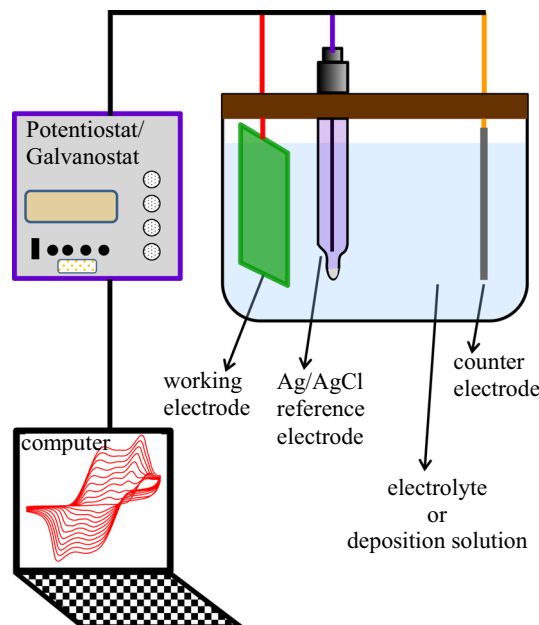 Potentiostat/
Galvanostat
working
electrode
Ag/AgCl
reference
electrode
counter
electrode
computer
electrolyte
or
deposition solution